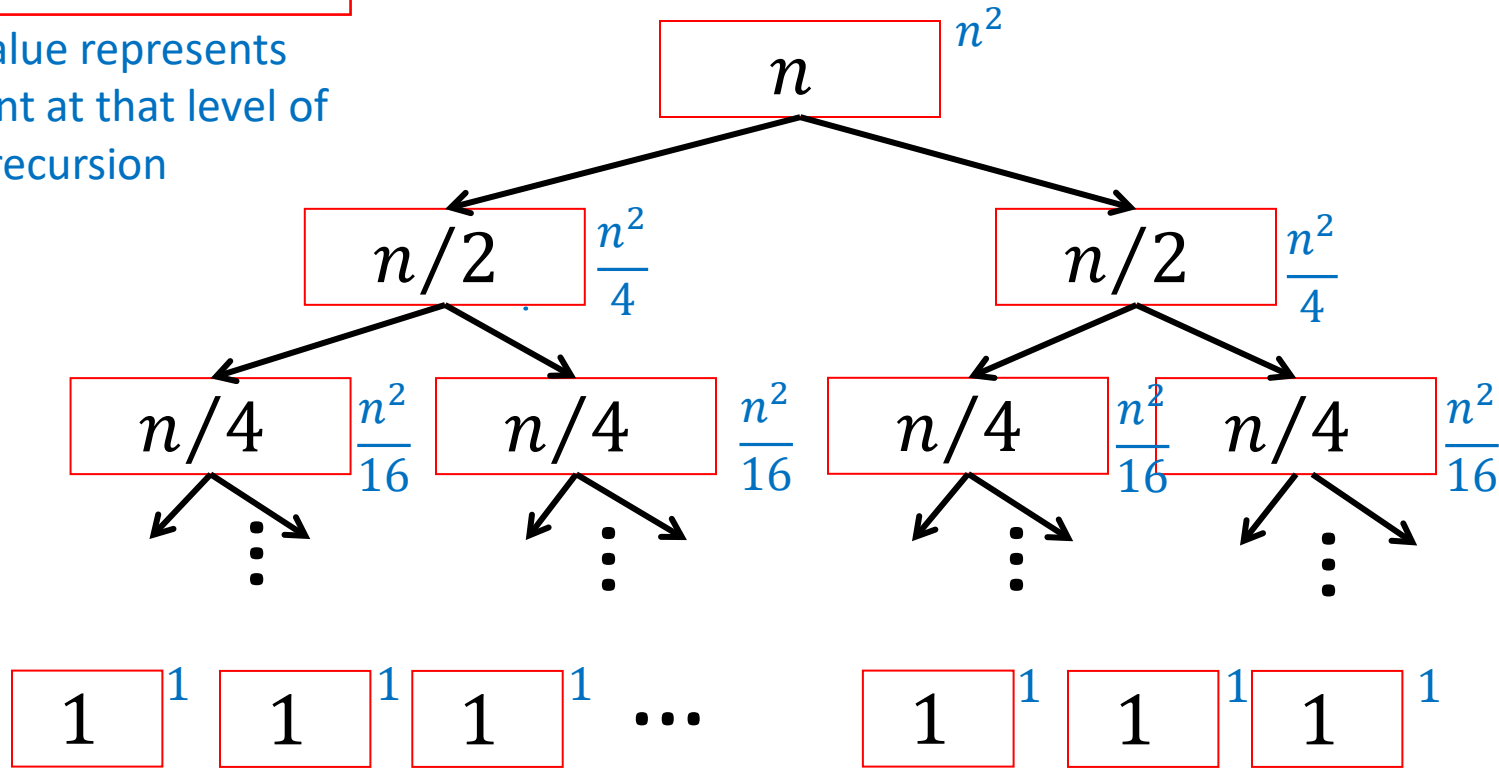 n n²
alue represents
nt at that level of
recursion
n/2 n²/4 n/2 n²/4
n/4 n²/16 n/4 n²/16 n/4 n²/16 n/4 n²/16
1 1 1 1 1 1 ... 1 1 1 1 1 1